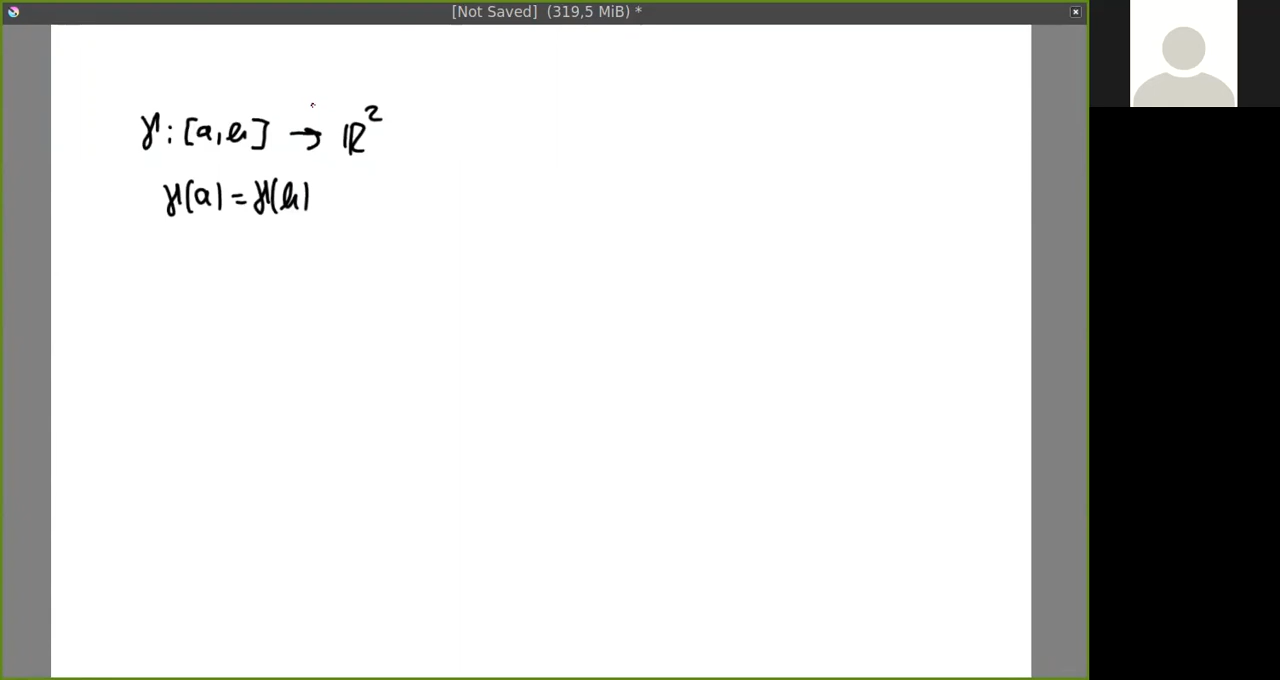 [Not Saved] (319,5 MiB) *
γ : [a, b] → ℝ²
γ(a) = γ(b)